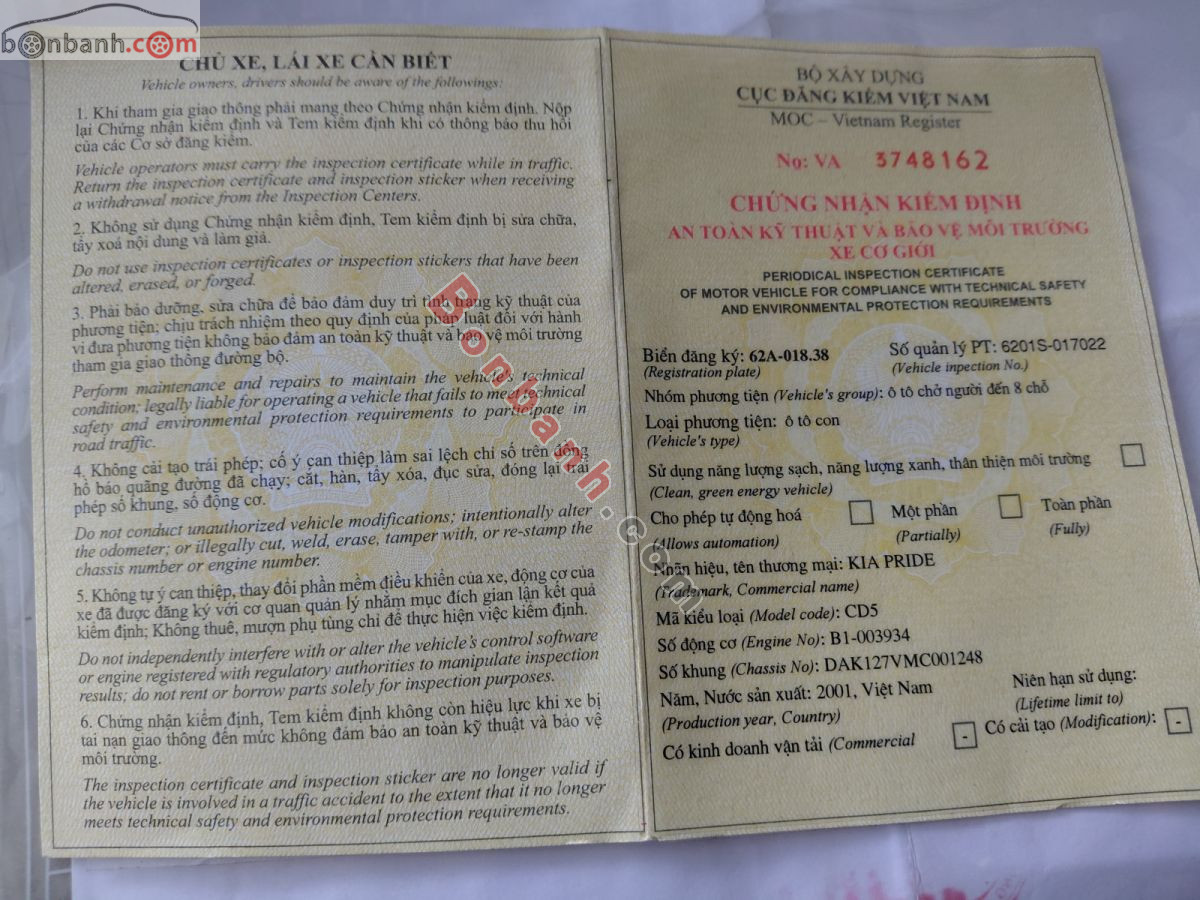 bonbanh.com
CHỦ XE, LÁI XE CẦN BIẾT
Vehicle owners, drivers should be aware of the followings:
1. Khi tham gia giao thông phải mang theo Chứng nhận kiểm định. Nộp
lại Chứng nhận kiểm định và Tem kiểm định khi có thông báo thu hồi
của các Cơ sở đăng kiểm.
Vehicle operators must carry the inspection certificate while in traffic.
Return the inspection certificate and inspection sticker when receiving
a withdrawal notice from the Inspection Centers.
2. Không sử dụng Chứng nhận kiểm định, Tem kiểm định bị sửa chữa,
tẩy xoá nội dung và làm giả.
Do not use inspection certificates or inspection stickers that have been
altered, erased, or forged.
3. Phải bảo dưỡng, sửa chữa để bảo đảm duy trì tình trạng kỹ thuật của
phương tiện; chịu trách nhiệm theo quy định của pháp luật đối với hành
vi đưa phương tiện không bảo đảm an toàn kỹ thuật và bảo vệ môi trường
tham gia giao thông đường bộ.
Perform maintenance and repairs to maintain the vehicle's technical
condition; legally liable for operating a vehicle that fails to meet technical
safety and environmental protection requirements to participate in
road traffic.
4. Không cải tạo trái phép; cố ý can thiệp làm sai lệch chỉ số trên đồng
hồ báo quãng đường đã chạy; cắt, hàn, tẩy xóa, đục sửa, đóng lại trái
phép số khung, số động cơ.
Do not conduct unauthorized vehicle modifications; intentionally alter
the odometer; or illegally cut, weld, erase, tamper with, or re-stamp the
chassis number or engine number.
5. Không tự ý can thiệp, thay đổi phần mềm điều khiển của xe, động cơ của
xe đã được đăng ký với cơ quan quản lý nhằm mục đích gian lận kết quả
kiểm định; Không thuê, mượn phụ tùng chỉ để thực hiện việc kiểm định.
Do not independently interfere with or alter the vehicle's control software
or engine registered with regulatory authorities to manipulate inspection
results; do not rent or borrow parts solely for inspection purposes.
6. Chứng nhận kiểm định, Tem kiểm định không còn hiệu lực khi xe bị
tai nạn giao thông đến mức không đảm bảo an toàn kỹ thuật và bảo vệ
môi trường.
The inspection certificate and inspection sticker are no longer valid if
the vehicle is involved in a traffic accident to the extent that it no longer
meets technical safety and environmental protection requirements.
Bonbanh.com
BỘ XÂY DỰNG
CỤC ĐĂNG KIỂM VIỆT NAM
MOC – Vietnam Register
Nọ: VA 3748162
CHỨNG NHẬN KIỂM ĐỊNH
AN TOÀN KỸ THUẬT VÀ BẢO VỆ MÔI TRƯỜNG
XE CƠ GIỚI
PERIODICAL INSPECTION CERTIFICATE
OF MOTOR VEHICLE FOR COMPLIANCE WITH TECHNICAL SAFETY
AND ENVIRONMENTAL PROTECTION REQUIREMENTS
Biển đăng ký: 62A-018.38 Số quản lý PT: 6201S-017022
(Registration plate) (Vehicle inpection No.)
Nhóm phương tiện (Vehicle's group): ô tô chở người đến 8 chỗ
Loại phương tiện: ô tô con
(Vehicle's type)
Sử dụng năng lượng sạch, năng lượng xanh, thân thiện môi trường
(Clean, green energy vehicle)
Cho phép tự động hoá Một phần Toàn phần
(Allows automation) (Partially) (Fully)
Nhãn hiệu, tên thương mại: KIA PRIDE
(Trademark, Commercial name)
Mã kiểu loại (Model code): CD5
Số động cơ (Engine No): B1-003934
Số khung (Chassis No): DAK127VMC001248
Năm, Nước sản xuất: 2001, Việt Nam Niên hạn sử dụng:
(Production year, Country) (Lifetime limit to)
Có kinh doanh vận tải (Commercial - Có cải tạo (Modification): -